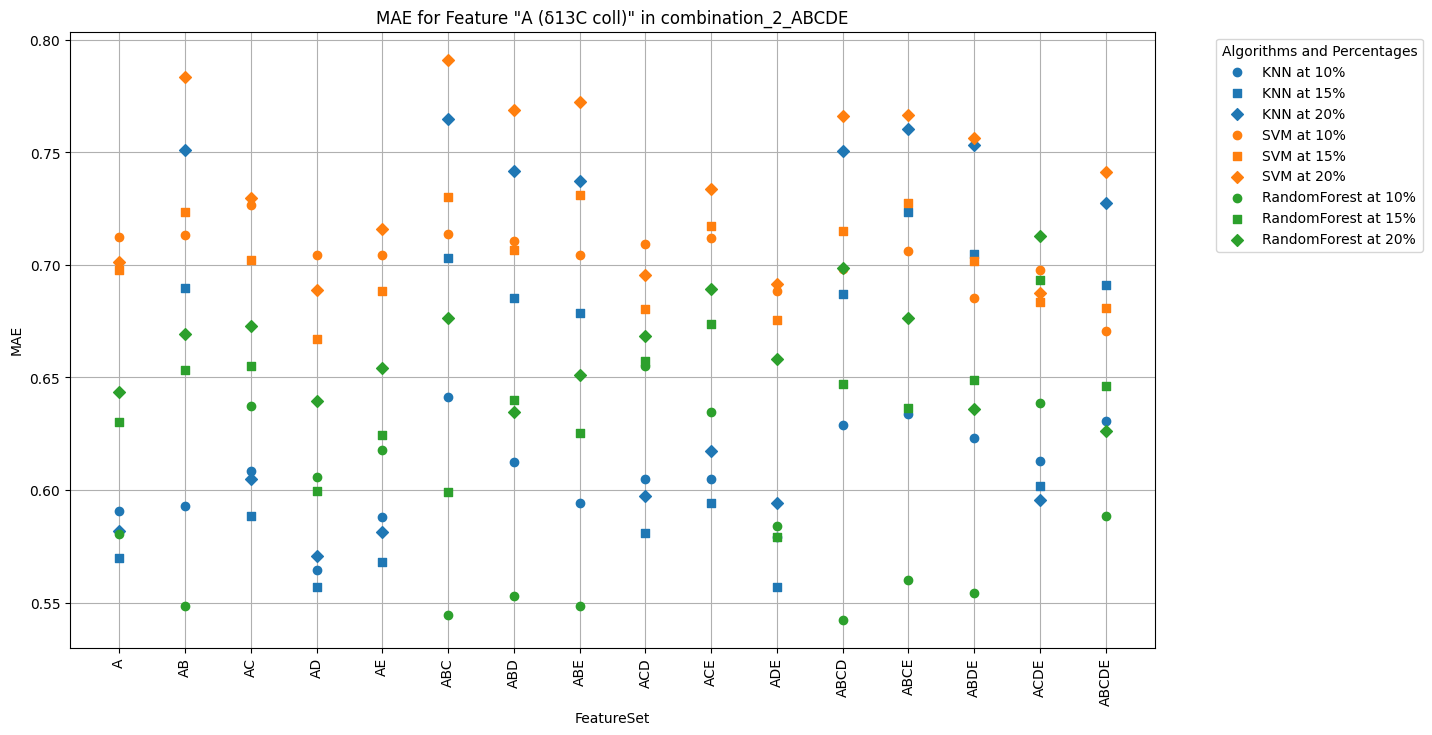 MAE for Feature "A (δ13C coll)" in combination_2_ABCDE
Algorithms and Percentages
KNN at 10%
KNN at 15%
KNN at 20%
SVM at 10%
SVM at 15%
SVM at 20%
RandomForest at 10%
RandomForest at 15%
RandomForest at 20%
MAE
0.80
0.75
0.70
0.65
0.60
0.55
A
AB
AC
AD
AE
ABC
ABD
ABE
ACD
ACE
ADE
ABCD
ABCE
ABDE
ACDE
ABCDE
FeatureSet